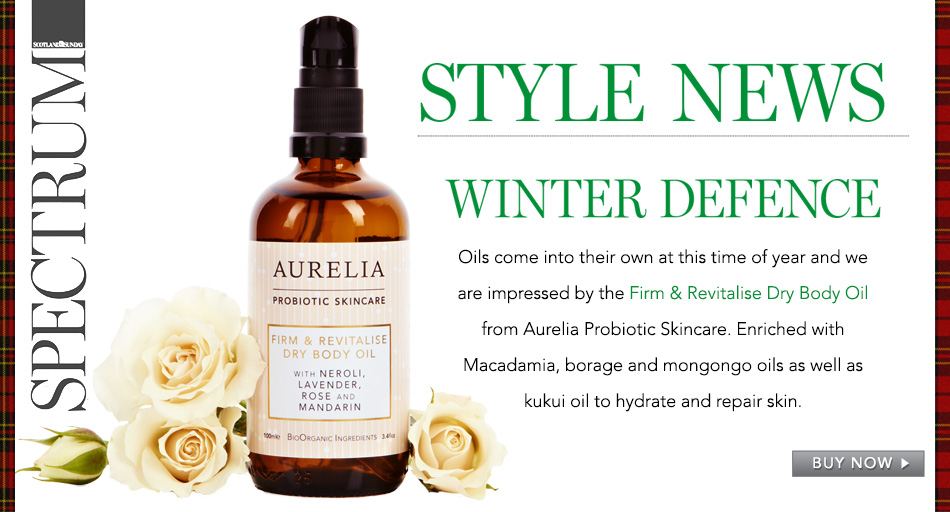 SCOTLAND ON SUNDAY
SPECTRUM
AURELIA
PROBIOTIC SKINCARE
FIRM & REVITALISE
DRY BODY OIL
WITH NEROLI,
LAVENDER,
ROSE AND
MANDARIN
100ml℮ BIOORGANIC INGREDIENTS 3.4floz
STYLE NEWS
WINTER DEFENCE
Oils come into their own at this time of year and we
are impressed by the Firm & Revitalise Dry Body Oil
from Aurelia Probiotic Skincare. Enriched with
Macadamia, borage and mongongo oils as well as
kukui oil to hydrate and repair skin.
BUY NOW